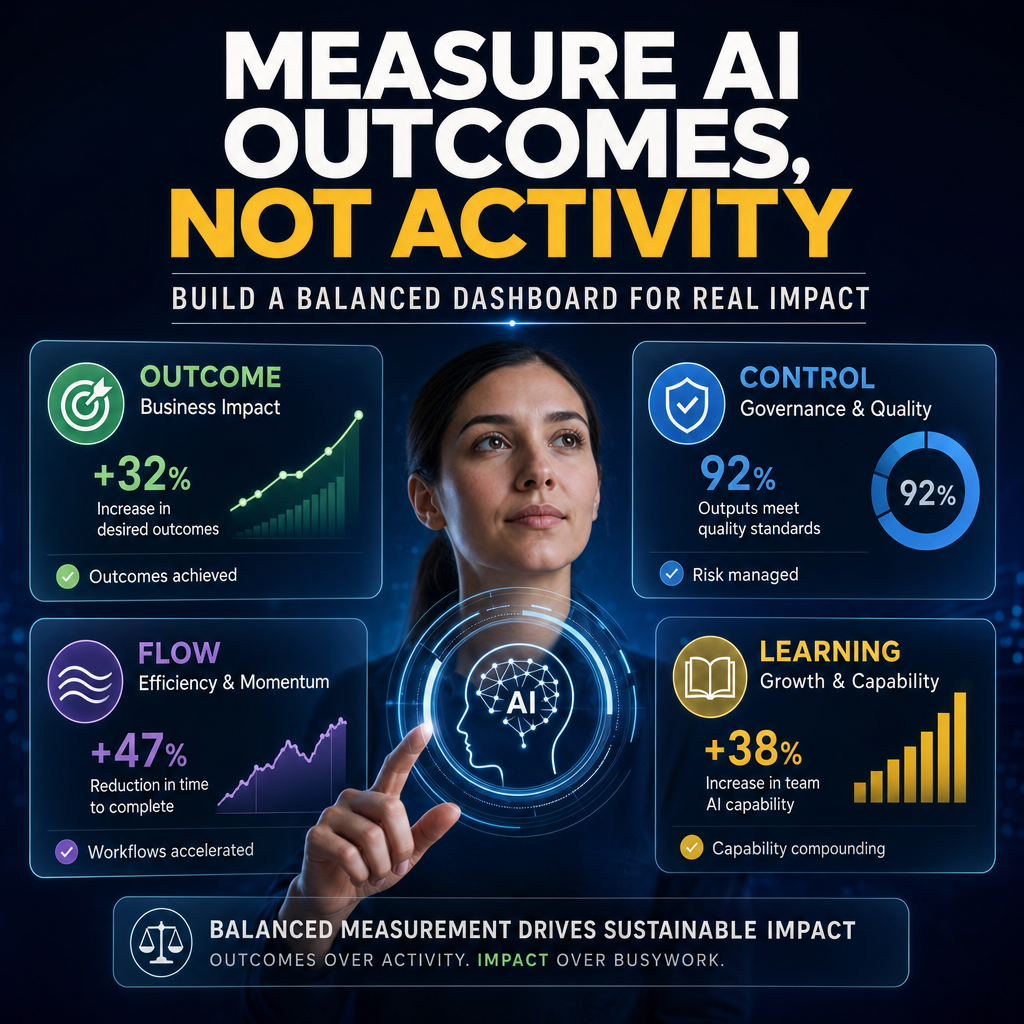 MEASURE AI
OUTCOMES,
NOT ACTIVITY
BUILD A BALANCED DASHBOARD FOR REAL IMPACT
OUTCOME
Business Impact
+32%
Increase in
desired outcomes
Outcomes achieved
CONTROL
Governance & Quality
92%
Outputs meet
quality standards
92%
Risk managed
FLOW
Efficiency & Momentum
+47%
Reduction in time
to complete
Workflows accelerated
AI
LEARNING
Growth & Capability
+38%
Increase in team
AI capability
Capability compounding
BALANCED MEASUREMENT DRIVES SUSTAINABLE IMPACT
OUTCOMES OVER ACTIVITY. IMPACT OVER BUSYWORK.